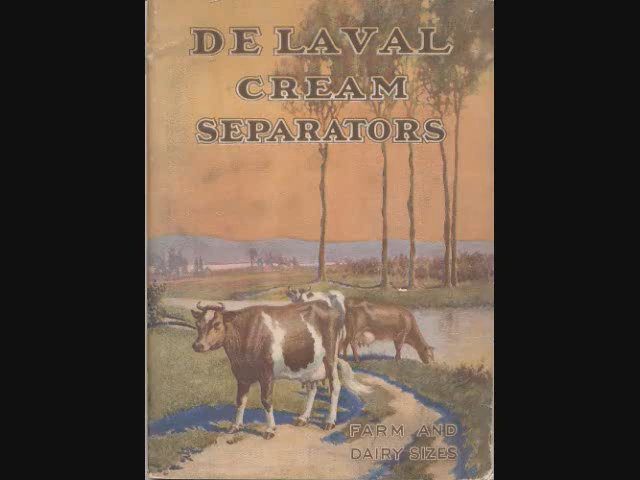 DE LAVAL
CREAM
SEPARATORS
FARM AND
DAIRY SIZES